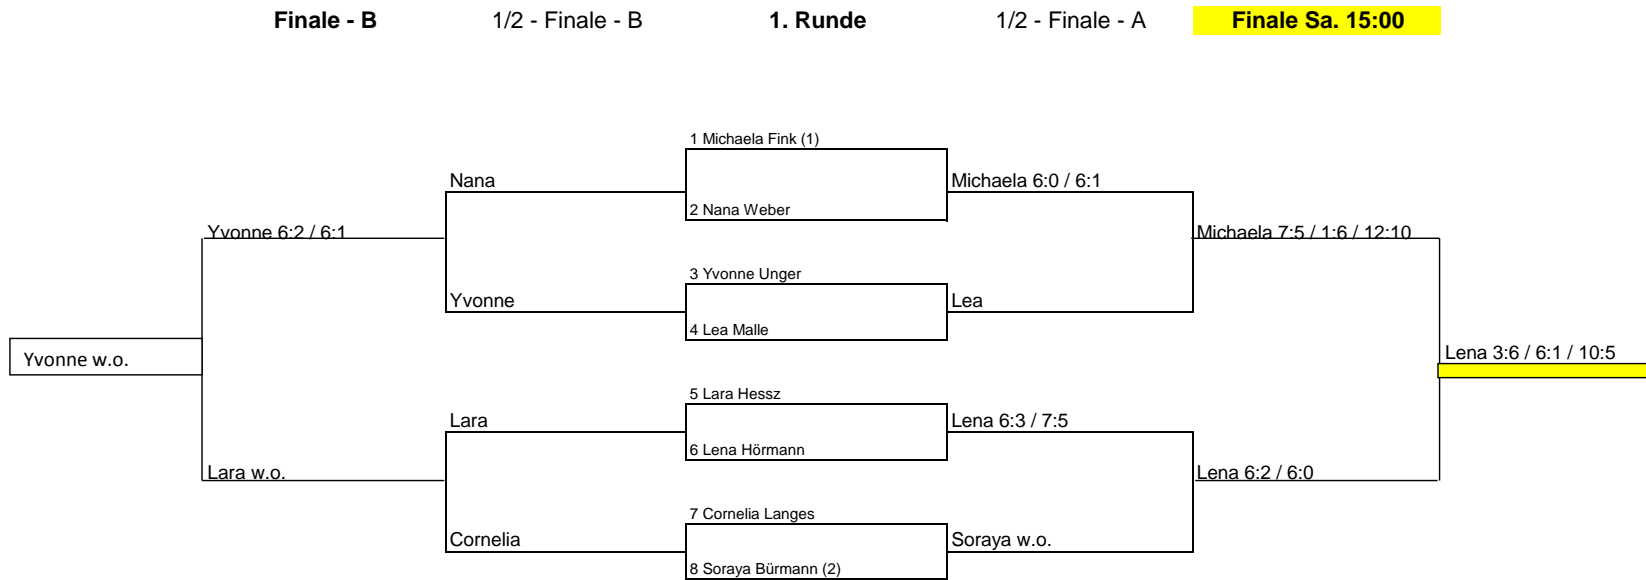 Finale - B
1/2 - Finale - B
1. Runde
1/2 - Finale - A
Finale Sa. 15:00
1 Michaela Fink (1)
Nana
Michaela 6:0 / 6:1
2 Nana Weber
Yvonne 6:2 / 6:1
Michaela 7:5 / 1:6 / 12:10
3 Yvonne Unger
Yvonne
Lea
4 Lea Malle
Yvonne w.o.
Lena 3:6 / 6:1 / 10:5
5 Lara Hessz
Lara
Lena 6:3 / 7:5
6 Lena Hörmann
Lara w.o.
Lena 6:2 / 6:0
7 Cornelia Langes
Cornelia
Soraya w.o.
8 Soraya Bürmann (2)